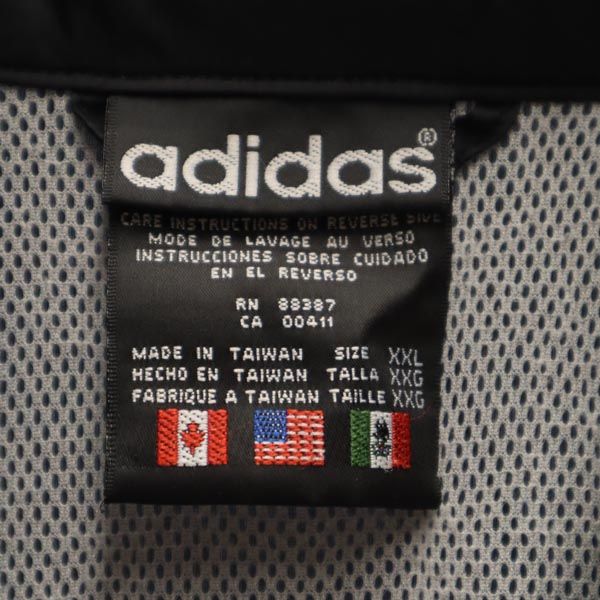 adidas®
CARE INSTRUCTIONS ON REVERSE SIDE
MODE DE LAVAGE AU VERSO
INSTRUCCIONES SOBRE CUIDADO
EN EL REVERSO
RN 88387
CA 00411
MADE IN TAIWAN SIZE XXL
HECHO EN TAIWAN TALLA XXG
FABRIQUE A TAIWAN TAILLE XXG